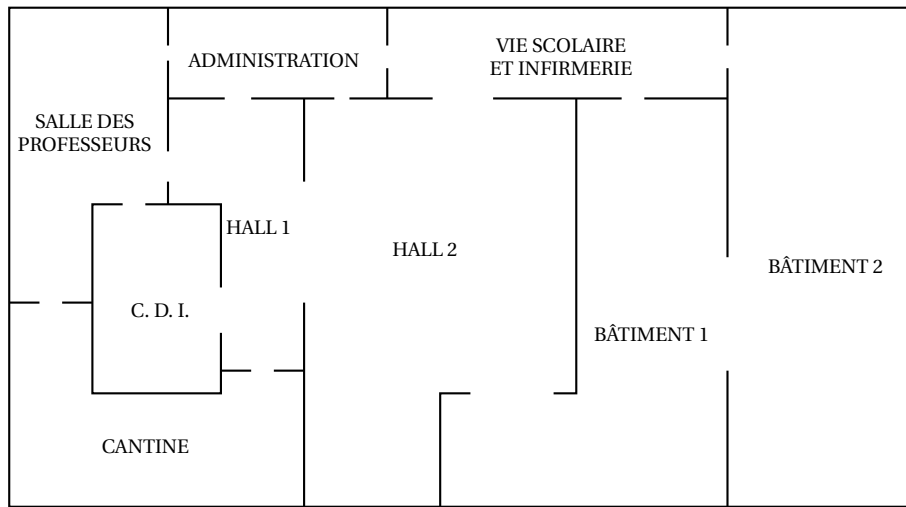 ADMINISTRATION
VIE SCOLAIRE
ET INFIRMERIE
SALLE DES
PROFESSEURS
HALL 1
HALL 2
BÂTIMENT 2
C. D. I.
BÂTIMENT 1
CANTINE